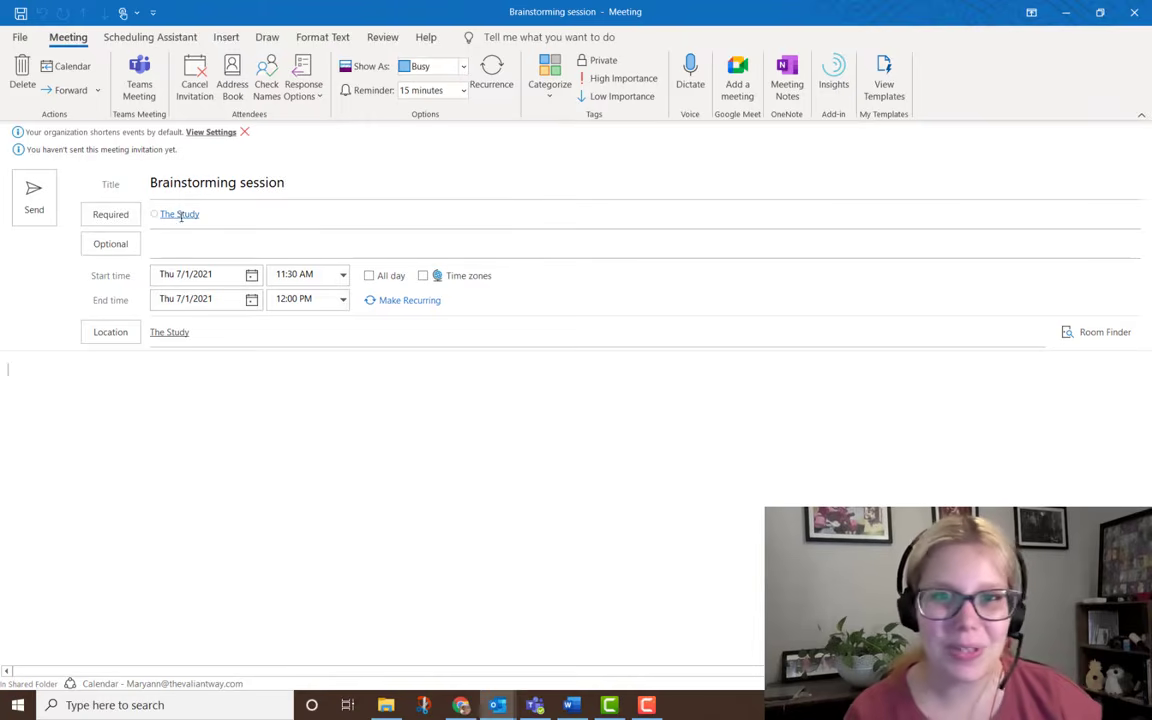 Brainstorming session - Meeting
File Meeting Scheduling Assistant Insert Draw Format Text Review Help Tell me what you want to do
Delete
Calendar
Forward
Actions
Teams Meeting
Teams Meeting
Cancel Invitation
Address Book
Check Names
Response Options
Attendees
Show As: Busy
Reminder: 15 minutes
Recurrence
Options
Categorize
Private
High Importance
Low Importance
Tags
Dictate
Voice
Add a meeting
Google Meet
Meeting Notes
OneNote
Insights
Add-in
View Templates
My Templates
Your organization shortens events by default. View Settings
You haven't sent this meeting invitation yet.
Send
Title Brainstorming session
Required The Study
Optional
Start time Thu 7/1/2021 11:30 AM All day Time zones
End time Thu 7/1/2021 12:00 PM Make Recurring
Location The Study Room Finder
In Shared Folder Calendar - Maryann@thevaliantway.com
Type here to search